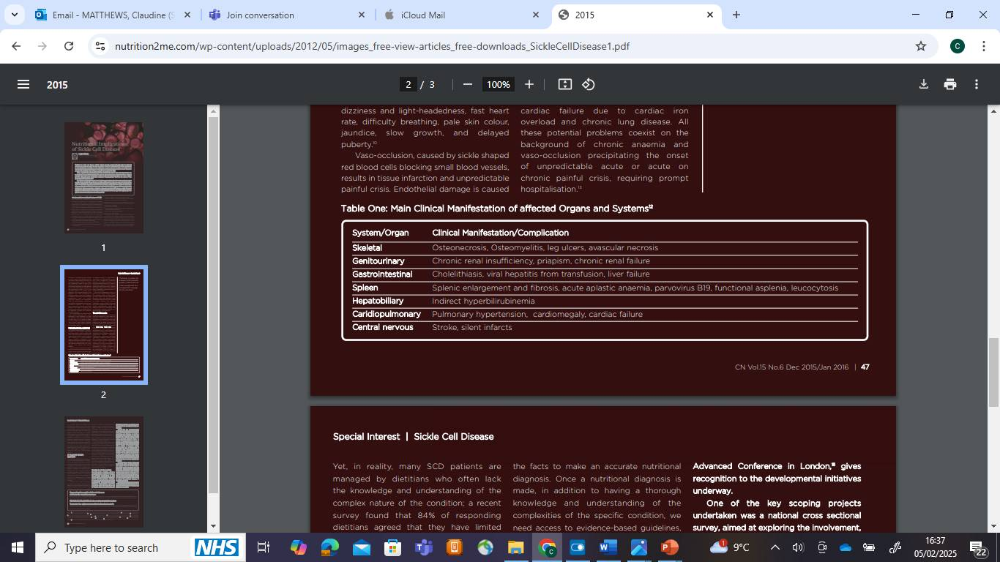 Email - MATTHEWS, Claudine (S
Join conversation
iCloud Mail
2015
nutrition2me.com/wp-content/uploads/2012/05/images_free-view-articles_free-downloads_SickleCellDisease1.pdf
C
2015
2 / 3
100%
Nutritional Implications
of Sickle Cell Disease
1
2
dizziness and light-headedness, fast heart
rate, difficulty breathing, pale skin colour,
jaundice, slow growth, and delayed
puberty.10
Vaso-occlusion, caused by sickle shaped
red blood cells blocking small blood vessels,
results in tissue infarction and unpredictable
painful crisis. Endothelial damage is caused
cardiac failure due to cardiac iron
overload and chronic lung disease. All
these potential problems coexist on the
background of chronic anaemia and
vaso-occlusion precipitating the onset
of unpredictable acute or acute on
chronic painful crisis, requiring prompt
hospitalisation.13
Table One: Main Clinical Manifestation of affected Organs and Systems12
System/Organ Clinical Manifestation/Complication
Skeletal Osteonecrosis, Osteomyelitis, leg ulcers, avascular necrosis
Genitourinary Chronic renal insufficiency, priapism, chronic renal failure
Gastrointestinal Cholelithiasis, viral hepatitis from transfusion, liver failure
Spleen Splenic enlargement and fibrosis, acute aplastic anaemia, parvovirus B19, functional asplenia, leucocytosis
Hepatobiliary Indirect hyperbilirubinemia
Caridiopulmonary Pulmonary hypertension, cardiomegaly, cardiac failure
Central nervous Stroke, silent infarcts
CN Vol.15 No.6 Dec 2015/Jan 2016 | 47
Special Interest | Sickle Cell Disease
Yet, in reality, many SCD patients are
managed by dietitians who often lack
the knowledge and understanding of the
complex nature of the condition; a recent
survey found that 84% of responding
dietitians agreed that they have limited
the facts to make an accurate nutritional
diagnosis. Once a nutritional diagnosis is
made, in addition to having a thorough
knowledge and understanding of the
complexities of the specific condition, we
need access to evidence-based guidelines,
Advanced Conference in London,18 gives
recognition to the developmental initiatives
underway.
One of the key scoping projects
undertaken was a national cross sectional
survey, aimed at exploring the involvement,
Type here to search
NHS
1
9°C
16:37
05/02/2025
22